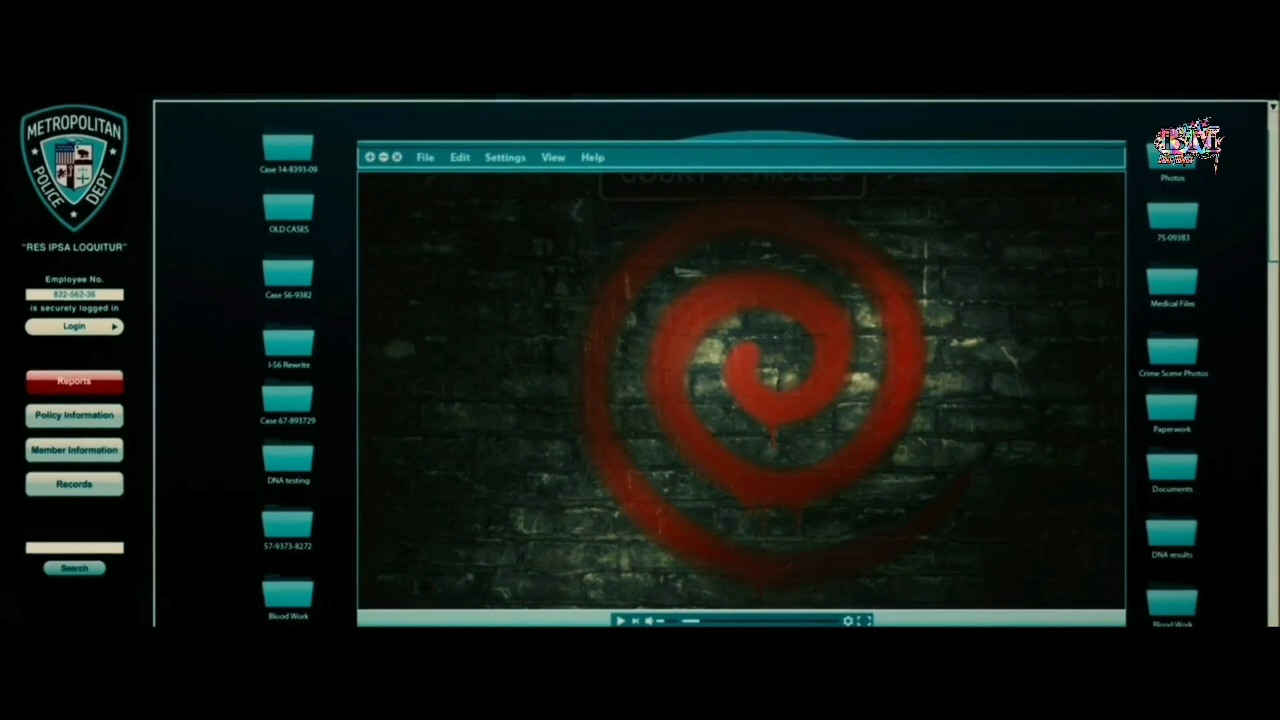 METROPOLITAN
POLICE DEPT
"RES IPSA LOQUITUR"
Employee No.
822-562-36
is securely logged in
Login
Reports
Policy Information
Member Information
Records
Search
Case 14-8393-09
OLD CASES
Case 56-9382
I-56 Rewrite
Case 67-893729
DNA testing
57-9373-8272
Blood Work
File Edit Settings View Help
COURT VEHICLES
IBM
Photos
75-09383
Medical Files
Crime Scene Photos
Paperwork
Documents
DNA results
Blood Work